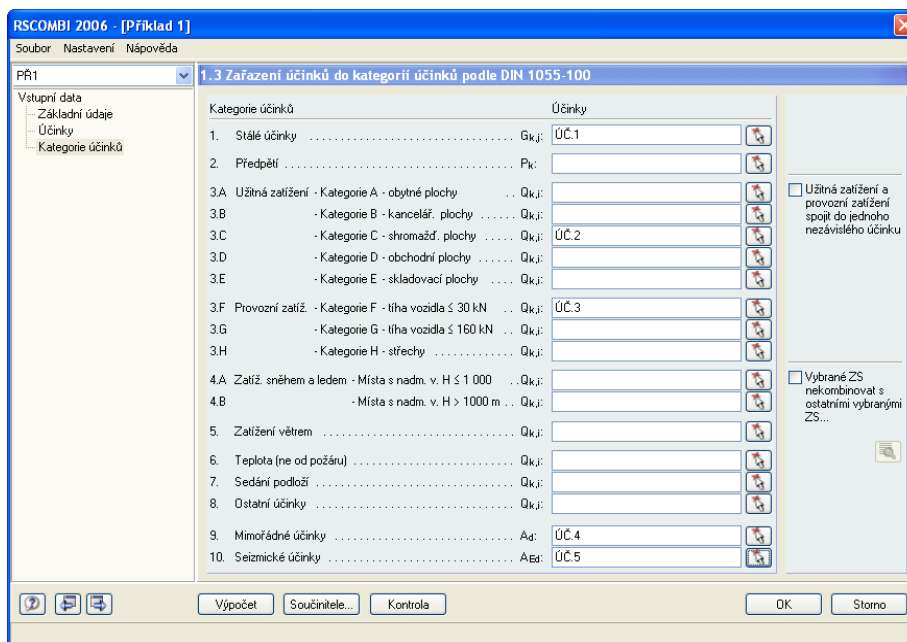 RSCOMBI 2006 - [Příklad 1]
Soubor Nastavení Nápověda
PŘ1
Vstupní data
Základní údaje
Účinky
Kategorie účinků
1.3 Zařazení účinků do kategorií účinků podle DIN 1055-100
Kategorie účinků Účinky
1. Stálé účinky .......................... Gk,j: ÚČ.1
2. Předpětí .......................... Pk:
3.A Užitná zatížení - Kategorie A - obytné plochy .. Qk,i:
3.B - Kategorie B - kancelář. plochy ...... Qk,i:
3.C - Kategorie C - shromažď. plochy ..... Qk,i: ÚČ.2
3.D - Kategorie D - obchodní plochy ...... Qk,i:
3.E - Kategorie E - skladovací plochy .... Qk,i:
3.F Provozní zatíž. - Kategorie F - tíha vozidla ≤ 30 kN .. Qk,i: ÚČ.3
3.G - Kategorie G - tíha vozidla ≤ 160 kN .. Qk,i:
3.H - Kategorie H - střechy ............. Qk,i:
4.A Zatíž. sněhem a ledem - Místa s nadm. v. H ≤ 1 000 .. Qk,i:
4.B - Místa s nadm. v. H > 1000 m .. Qk,i:
5. Zatížení větrem .......................... Qk,i:
6. Teplota (ne od požáru) .......................... Qk,i:
7. Sedání podloží .......................... Qk,i:
8. Ostatní účinky .......................... Qk,i:
9. Mimořádné účinky .......................... Ad: ÚČ.4
10. Seizmické účinky .......................... AEd: ÚČ.5
Užitná zatížení a
provozní zatížení
spojit do jednoho
nezávislého účinku
Vybrané ZS
nekombinovat s
ostatními vybranými
ZS...
Výpočet Součinitele... Kontrola OK Storno